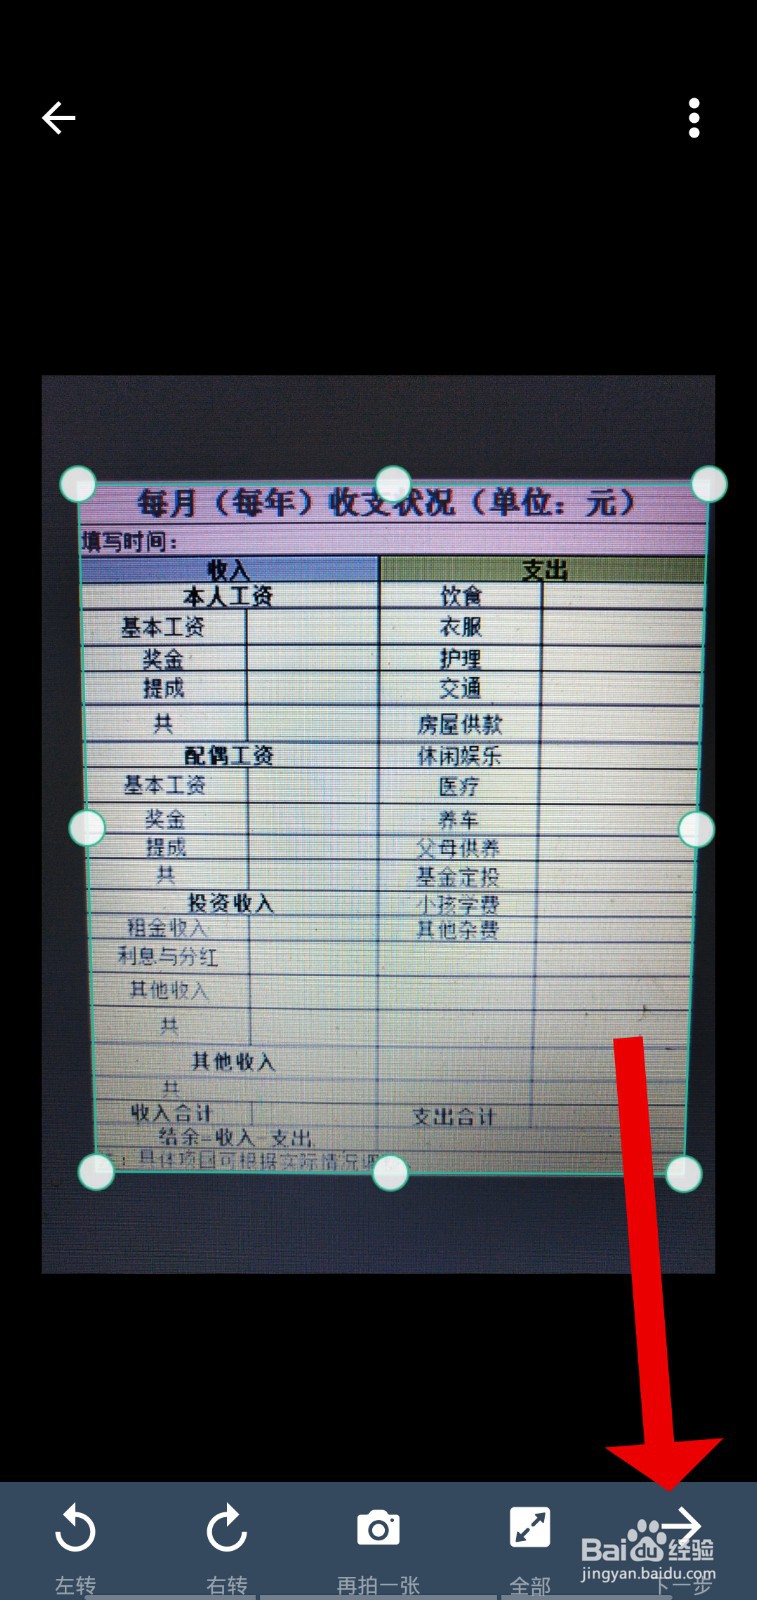 每月（每年）收支状况（单位：元）
填写时间：
收入 支出
本人工资 饮食
基本工资 衣服
奖金 护理
提成 交通
共 房屋供款
配偶工资 休闲娱乐
基本工资 医疗
奖金 养车
提成 父母供养
共 基金定投
投资收入 小孩学费
租金收入 其他杂费
利息与分红
其他收入
共
其他收入
共
收入合计 支出合计
结余=收入-支出
：具体项目可根据实际情况
左转 右转 再拍一张 全部 下一步
Baidu 经验
jingyan.baidu.com